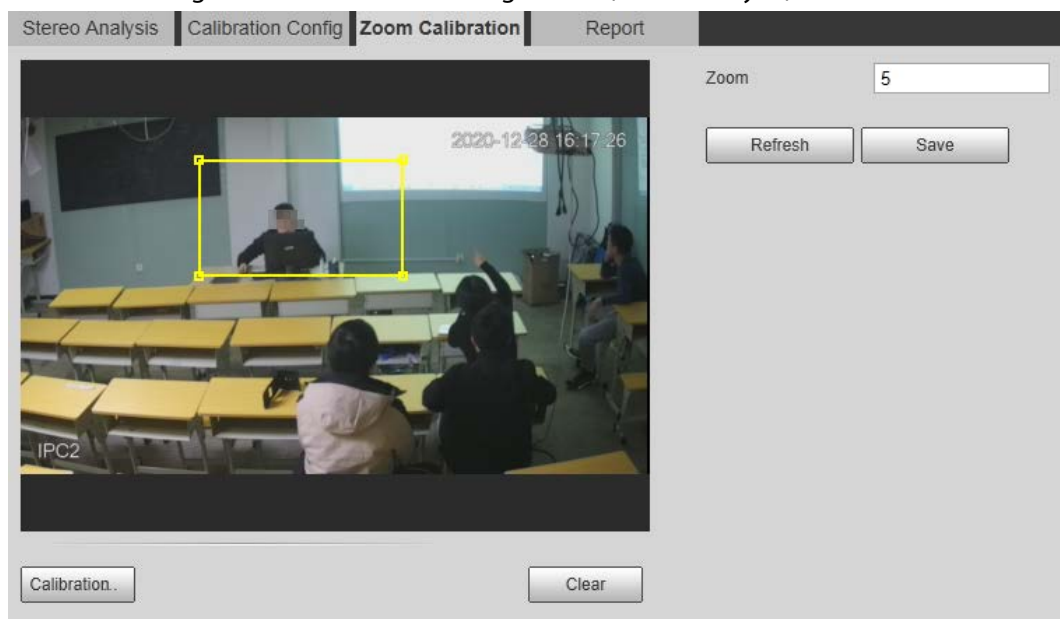 Stereo Analysis Calibration Config Zoom Calibration Report
Zoom 5
2020-12-28 16:17:26
Refresh Save
IPC2
Calibration..
Clear